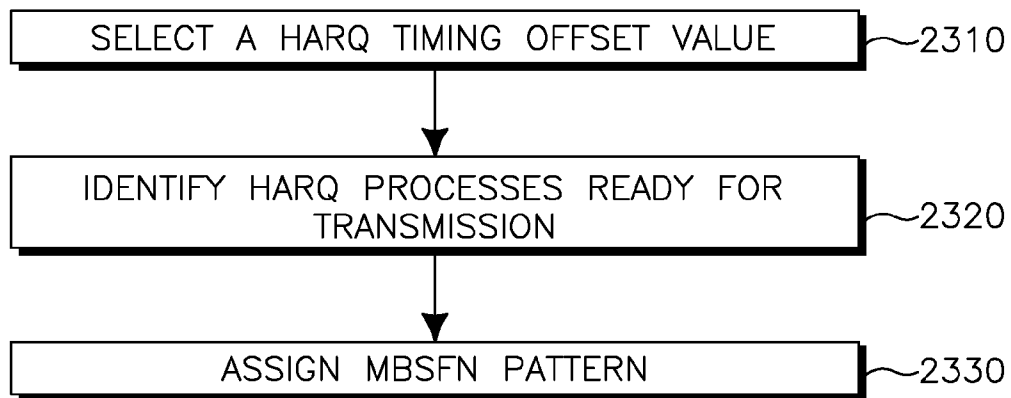 SELECT A HARQ TIMING OFFSET VALUE
2310
IDENTIFY HARQ PROCESSES READY FOR
TRANSMISSION
2320
ASSIGN MBSFN PATTERN
2330